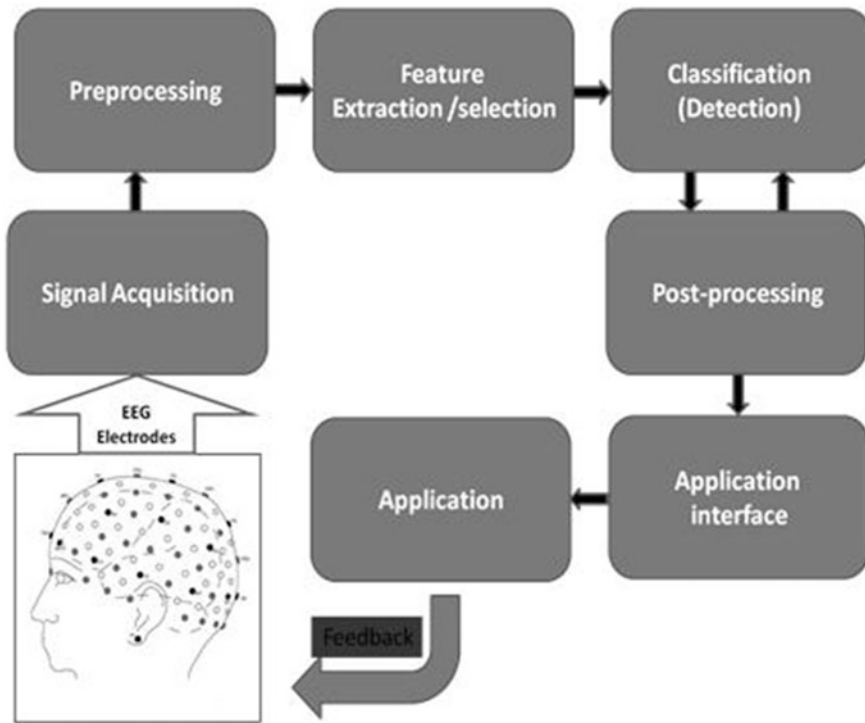 Preprocessing
Feature
Extraction /selection
Classification
(Detection)
Signal Acquisition
Post-processing
EEG
Electrodes
Application
Application
interface
Feedback